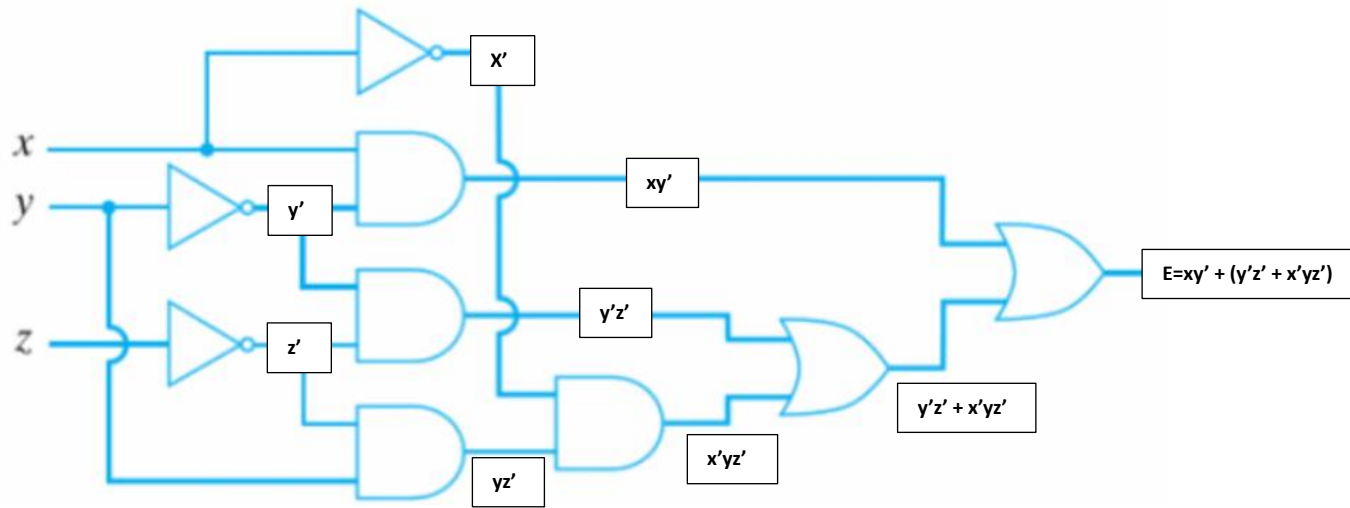 X’
x
xy’
y
y’
E=xy’ + (y’z’ + x’yz’)
y’z’
z
z’
y’z’ + x’yz’
x’yz’
yz’